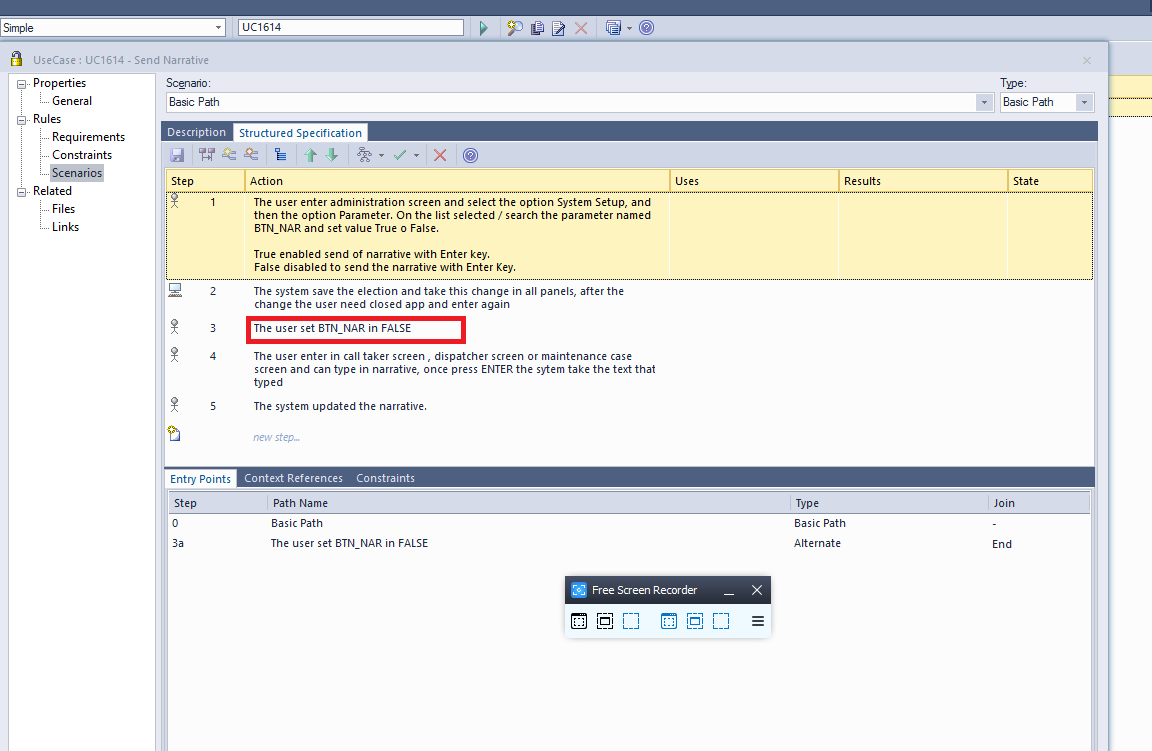 Simple
UC1614
UseCase : UC1614 - Send Narrative
Properties
General
Rules
Requirements
Constraints
Scenarios
Related
Files
Links
Scenario:
Type:
Basic Path
Basic Path
Description
Structured Specification
Step
Action
Uses
Results
State
1
The user enter administration screen and select the option System Setup, and
then the option Parameter. On the list selected / search the parameter named
BTN_NAR and set value True o False.
True enabled send of narrative with Enter key.
False disabled to send the narrative with Enter Key.
2
The system save the election and take this change in all panels, after the
change the user need closed app and enter again
3
The user set BTN_NAR in FALSE
4
The user enter in call taker screen , dispatcher screen or maintenance case
screen and can type in narrative, once press ENTER the sytem take the text that
typed
5
The system updated the narrative.
new step...
Entry Points
Context References
Constraints
Step
Path Name
Type
Join
0
Basic Path
Basic Path
-
3a
The user set BTN_NAR in FALSE
Alternate
End
Free Screen Recorder